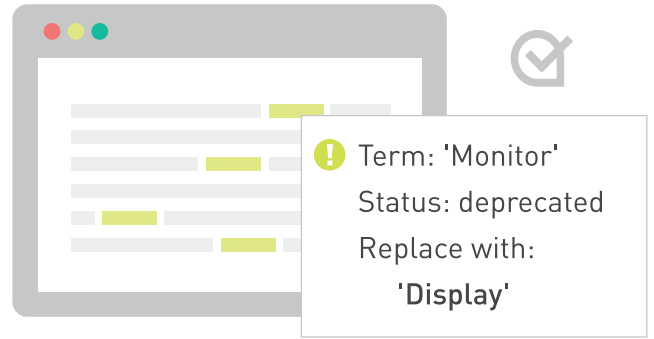 Term: 'Monitor'
Status: deprecated
Replace with:
'Display'